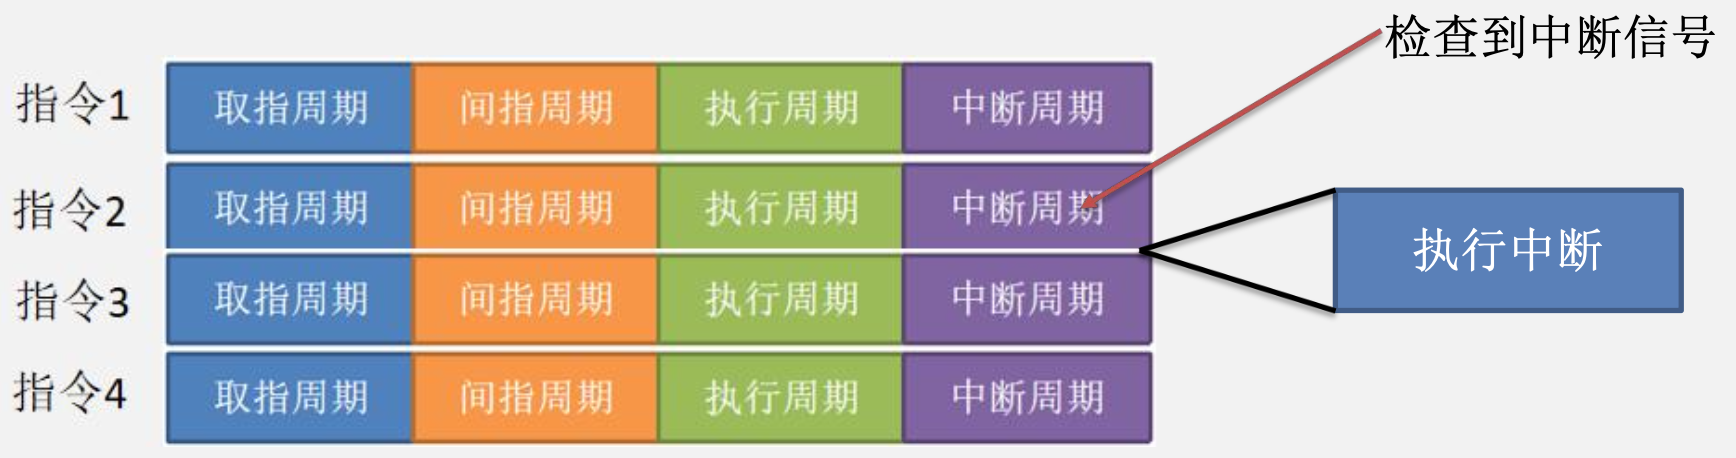 检查到中断信号
指令1 取指周期 间指周期 执行周期 中断周期
指令2 取指周期 间指周期 执行周期 中断周期
执行中断
指令3 取指周期 间指周期 执行周期 中断周期
指令4 取指周期 间指周期 执行周期 中断周期